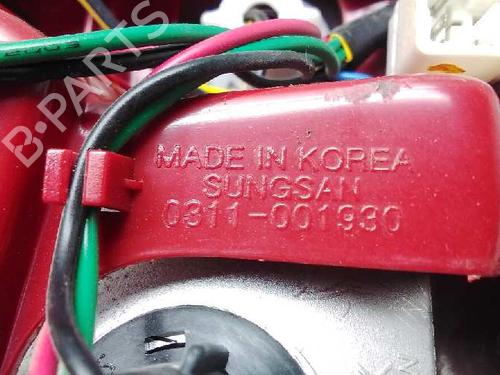 MADE IN KOREA
SUNGSAN
0311-001930
B-PARTS